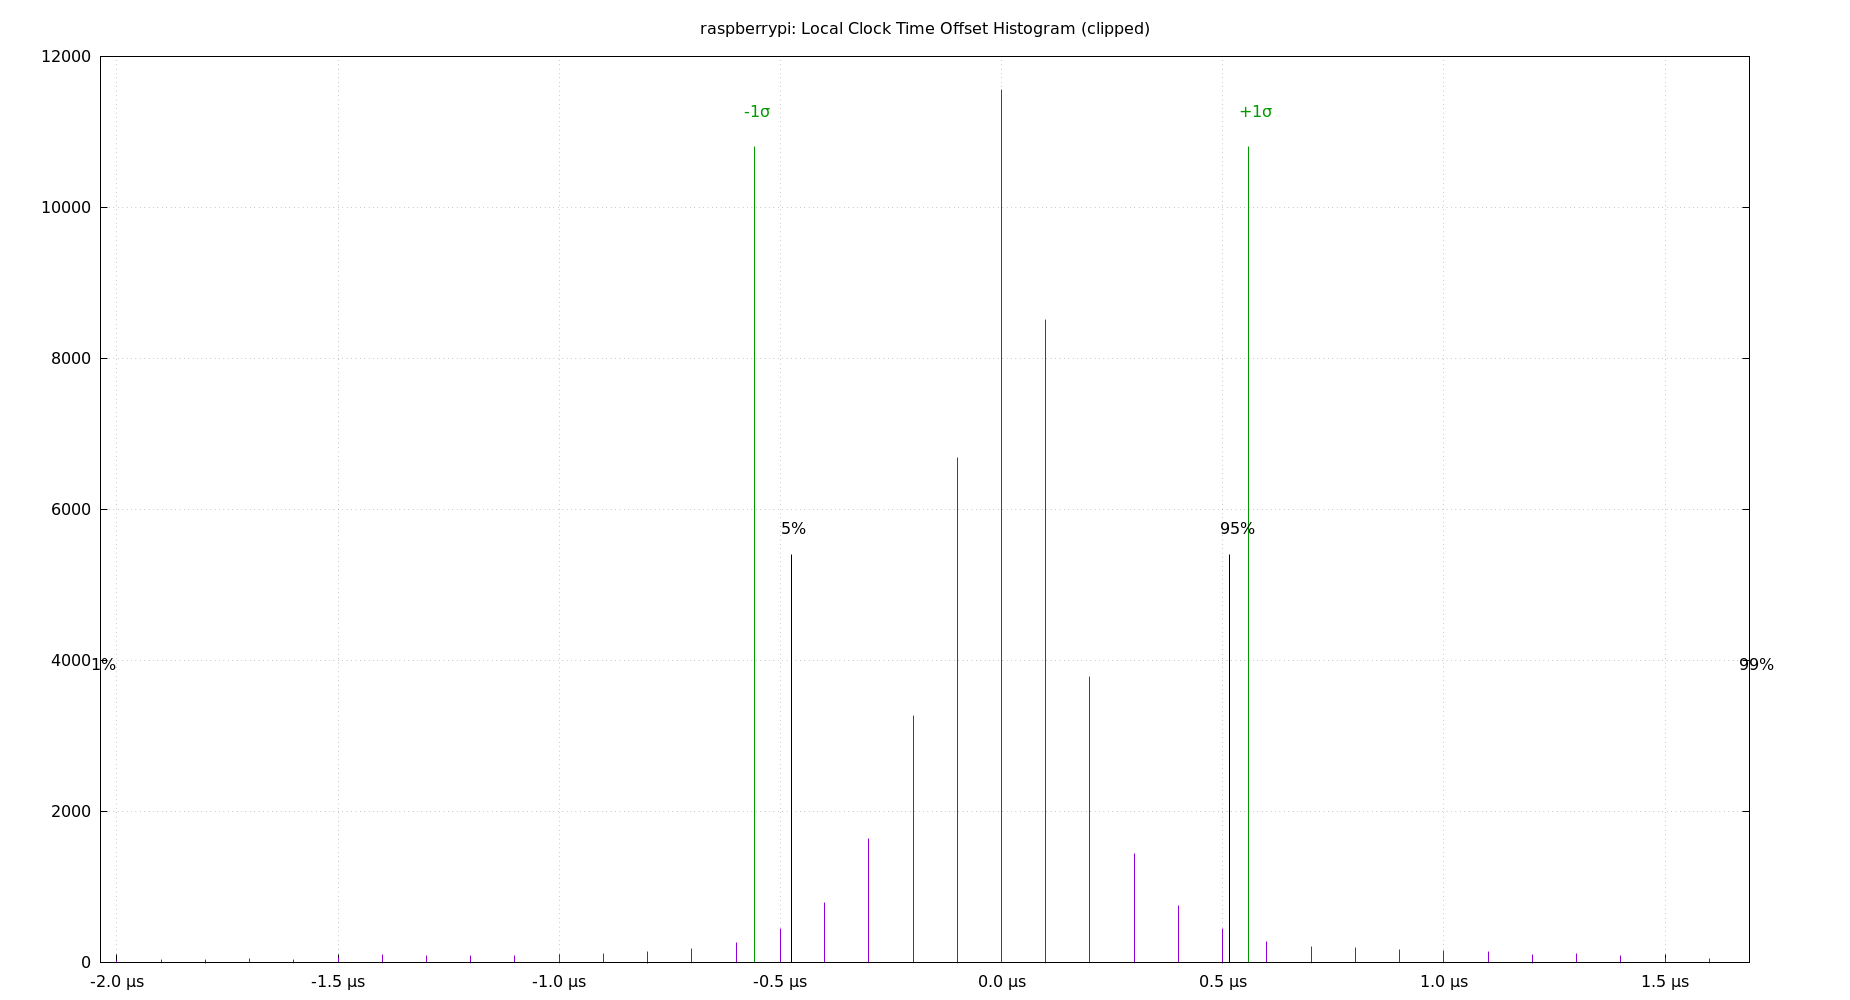 raspberrypi: Local Clock Time Offset Histogram (clipped)
12000
-1σ
+1σ
10000
8000
6000
5%
95%
4000
1%
99%
2000
0
-2.0 µs
-1.5 µs
-1.0 µs
-0.5 µs
0.0 µs
0.5 µs
1.0 µs
1.5 µs